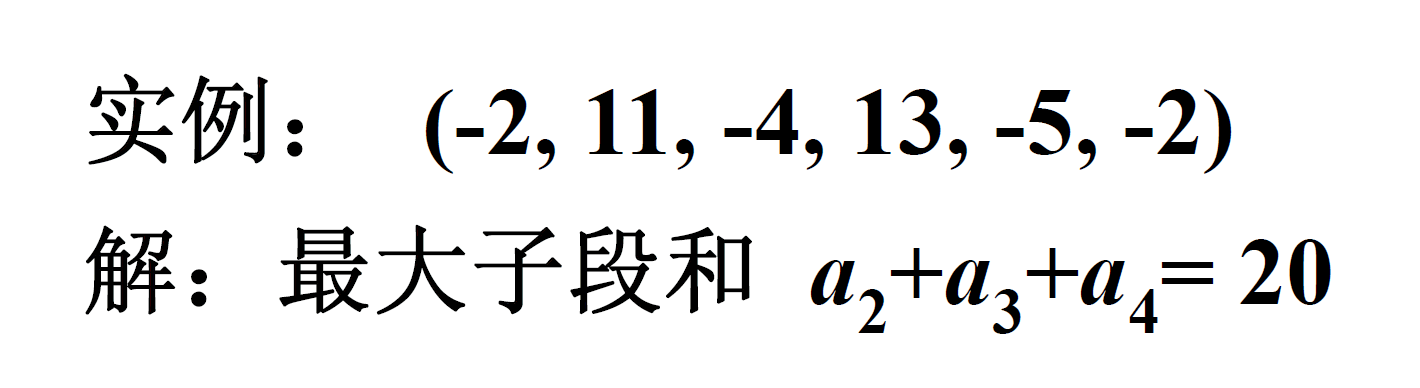 实例： (-2, 11, -4, 13, -5, -2)
解：最大子段和 a₂+a₃+a₄= 20